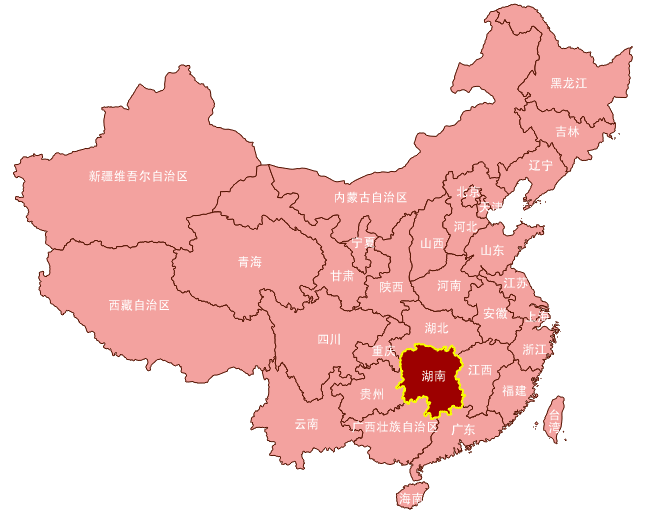 黑龙江
吉林
辽宁
新疆维吾尔自治区
内蒙古自治区
北京
天津
河北
宁夏
山西
山东
青海
甘肃
陕西
河南
江苏
西藏自治区
安徽
上海
湖北
四川
重庆
浙江
湖南
江西
贵州
福建
云南
广西壮族自治区
广东
台
湾
海南